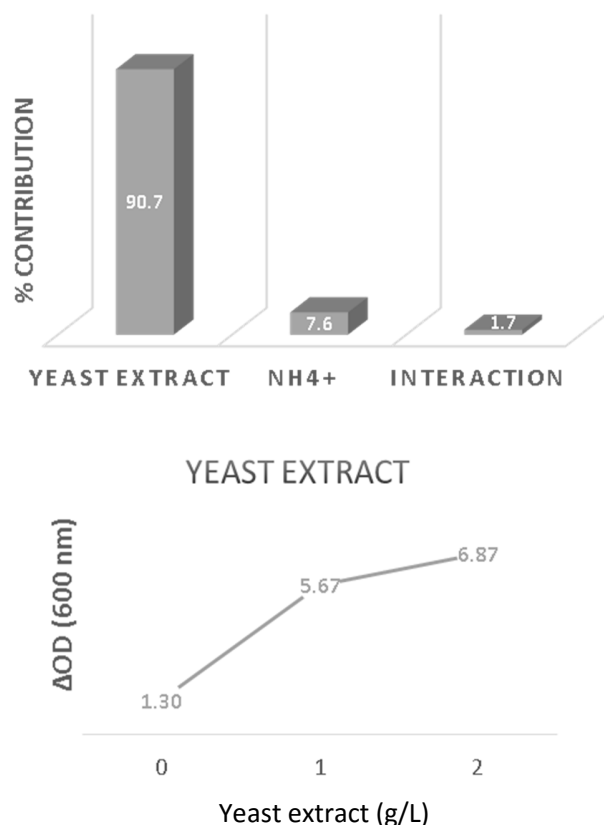 % CONTRIBUTION
90.7
7.6
1.7
YEAST EXTRACT NH4+ INTERACTION
YEAST EXTRACT
ΔOD (600 nm)
6.87
5.67
1.30
0 1 2
Yeast extract (g/L)